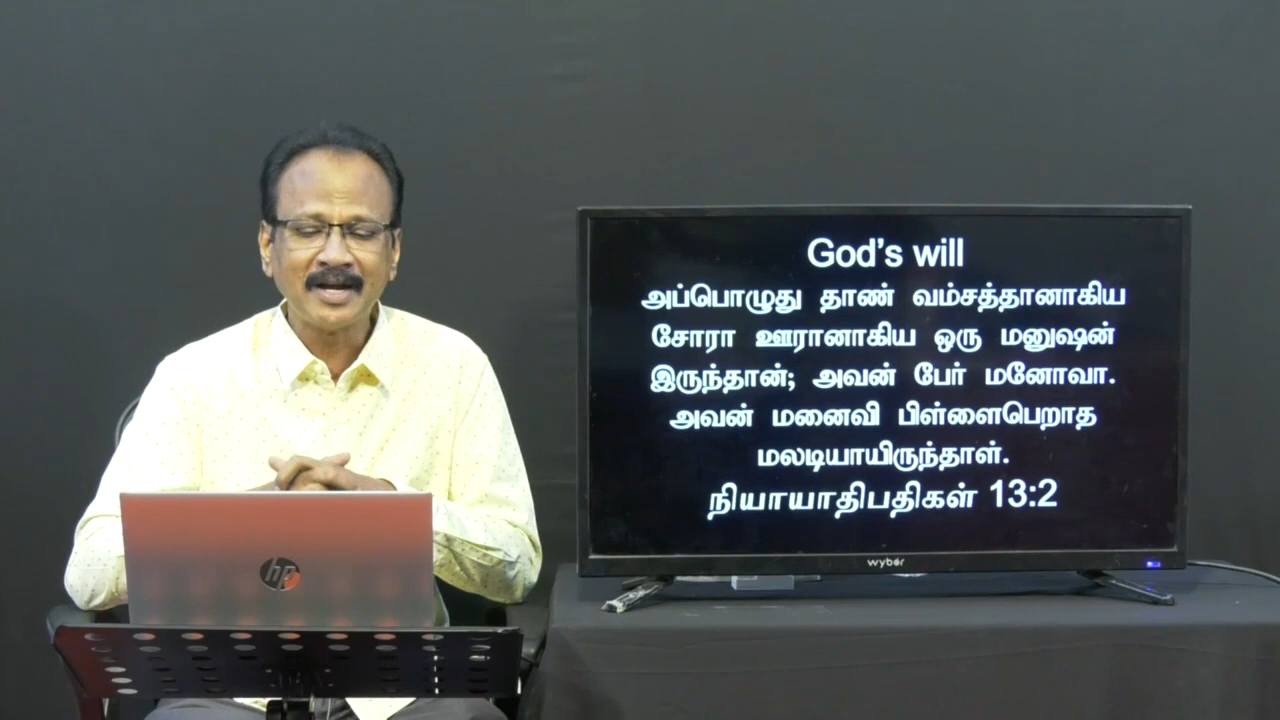 God's will
அப்பொழுது தாண் வம்சத்தானாகிய
சோரா ஊரானாகிய ஒரு மனுஷன்
இருந்தான்; அவன் பேர் மனோவா.
அவன் மனைவி பிள்ளைபெறாத
மலடியாயிருந்தாள்.
நியாயாதிபதிகள் 13:2
wybor
hp